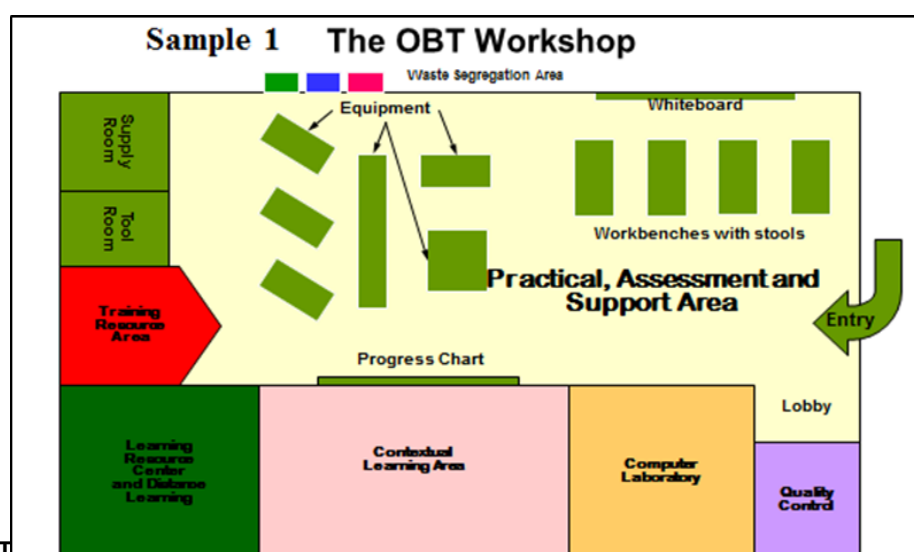 Sample 1 The OBT Workshop
Waste Segregation Area
Equipment
Whiteboard
Supply
Room
Tool
Room
Workbenches with stools
Practical, Assessment and
Support Area
Training
Resource
Area
Entry
Progress Chart
Lobby
Learning
Resource
Center
and Distance
Learning
Contextual
Learning Area
Computer
Laboratory
Quality
Control